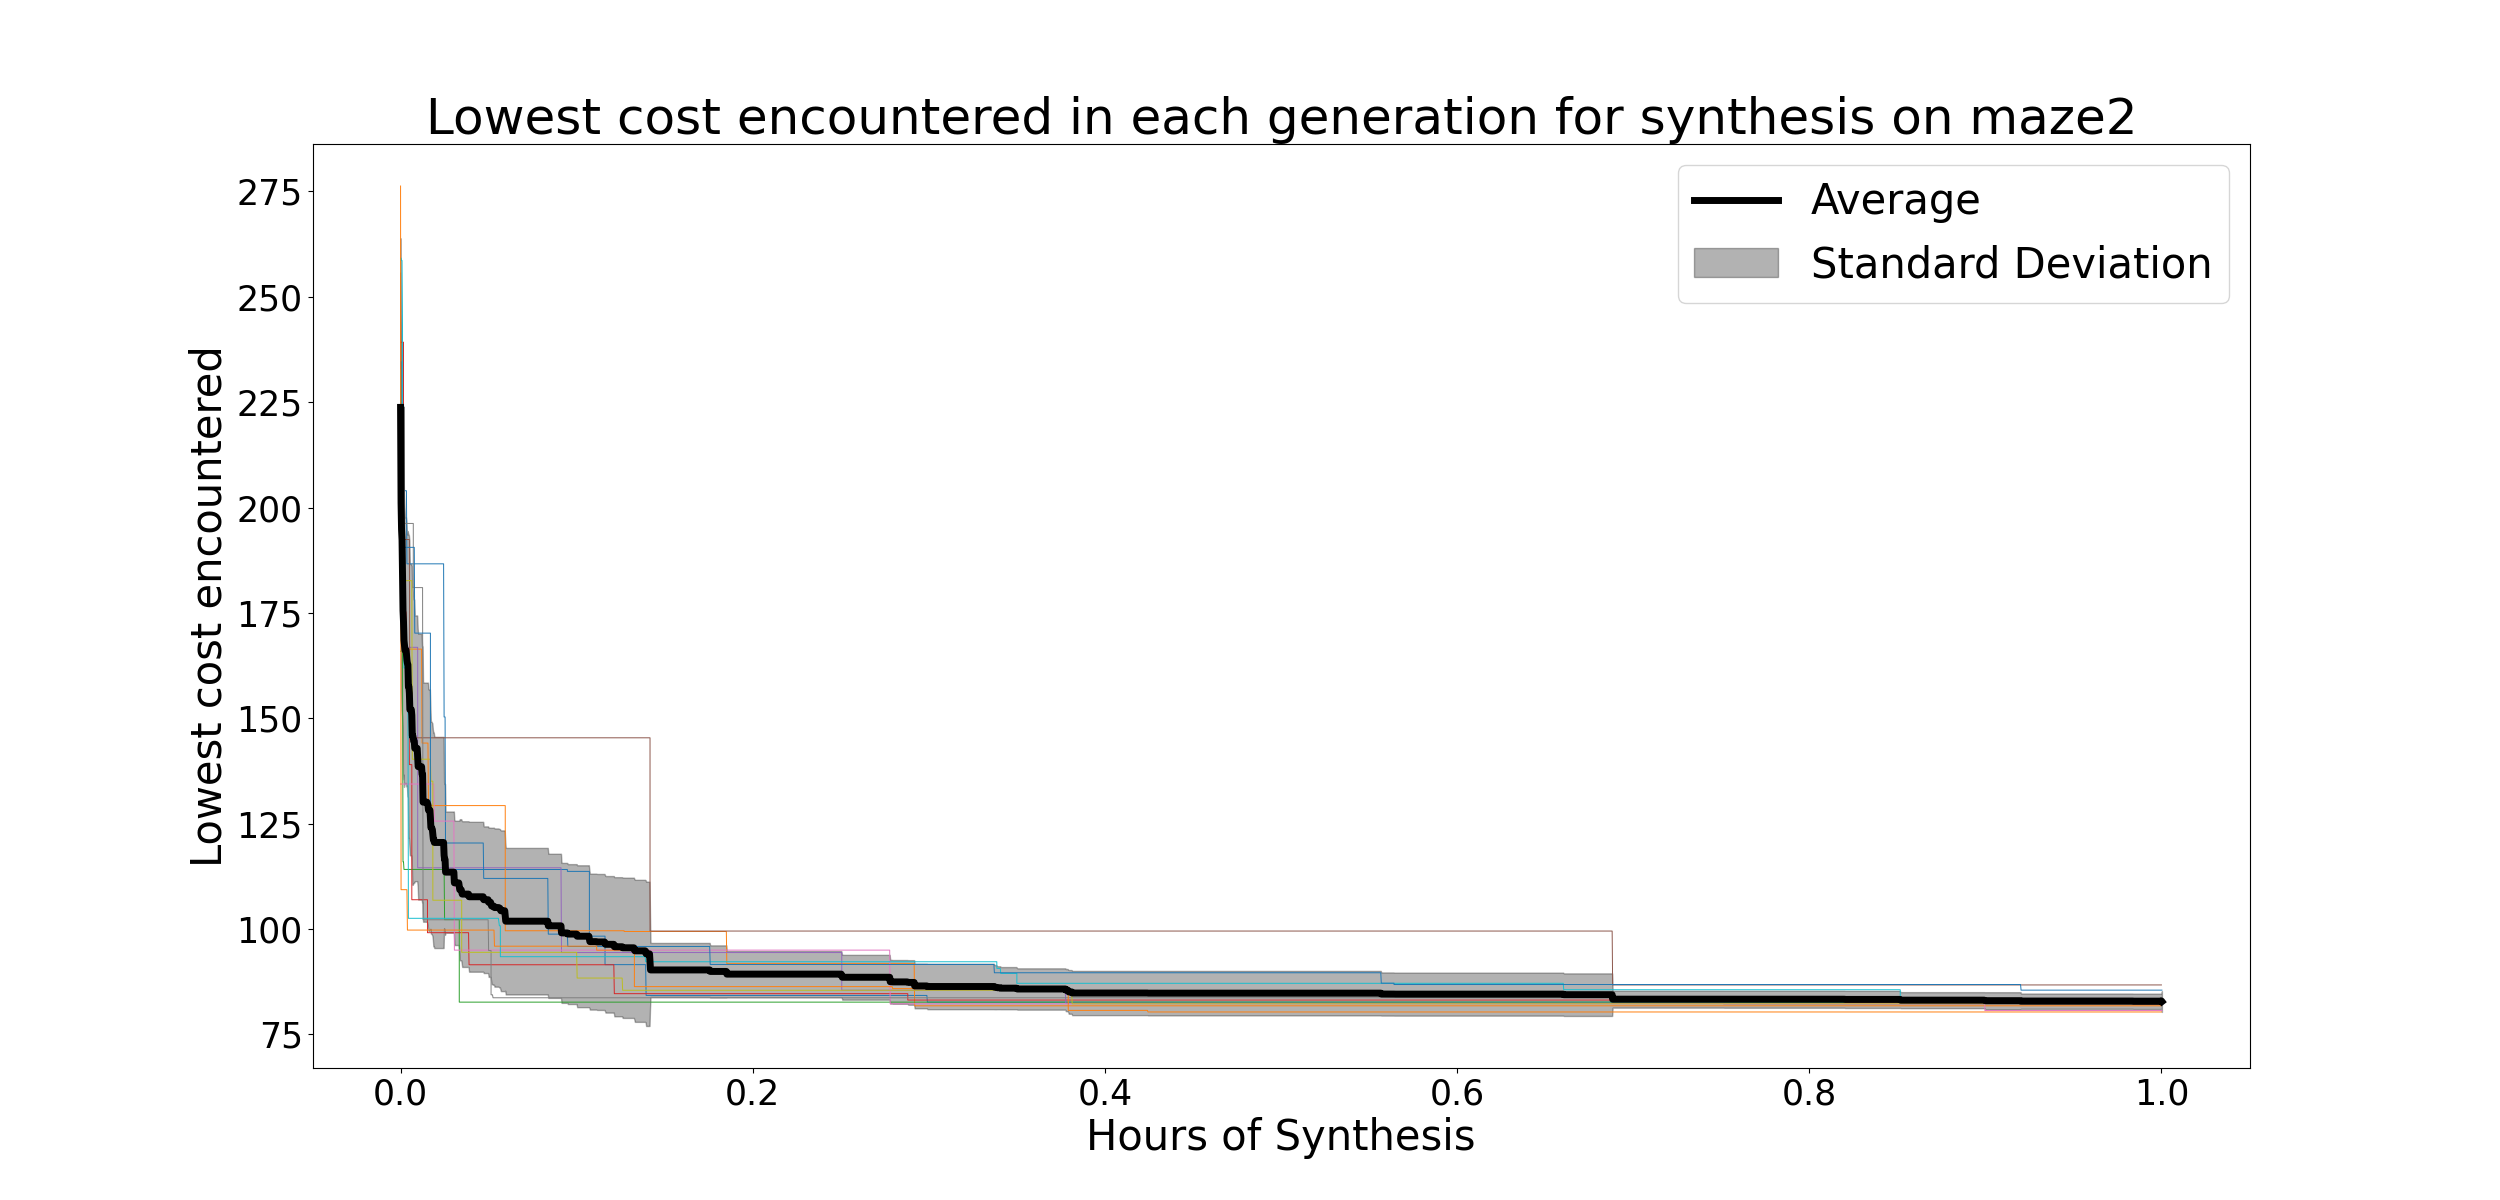 Lowest cost encountered in each generation for synthesis on maze2
Average
Standard Deviation
Lowest cost encountered
275
250
225
200
175
150
125
100
75
0.0 0.2 0.4 0.6 0.8 1.0
Hours of Synthesis